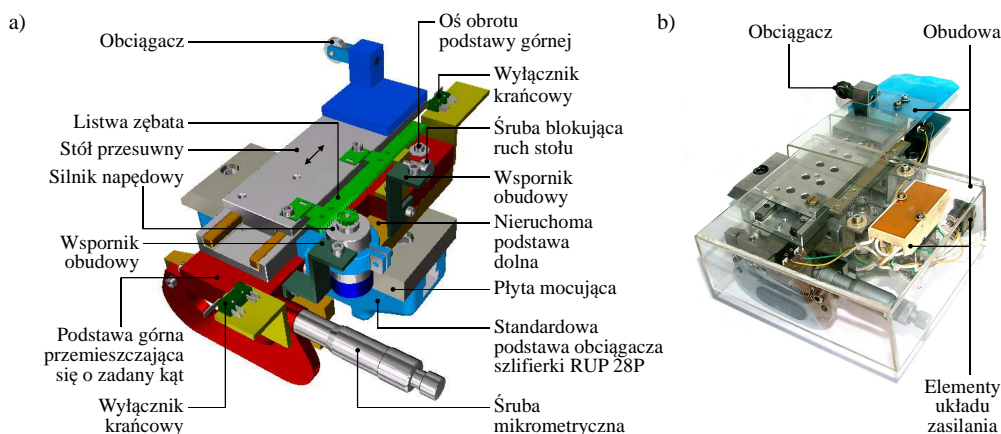 a)
Obciągacz
Listwa zębata
Stół przesuwny
Silnik napędowy
Wspornik
obudowy
Podstawa górna
przemieszczająca
się o zadany kąt
Wyłącznik
krańcowy
Oś obrotu
podstawy górnej
Wyłącznik
krańcowy
Śruba blokująca
ruch stołu
Wspornik
obudowy
Nieruchoma
podstawa
dolna
Płyta mocująca
Standardowa
podstawa obciągacza
szlifierki RUP 28P
Śruba
mikrometryczna
b)
Obciągacz
Obudowa
Elementy
układu
zasilania